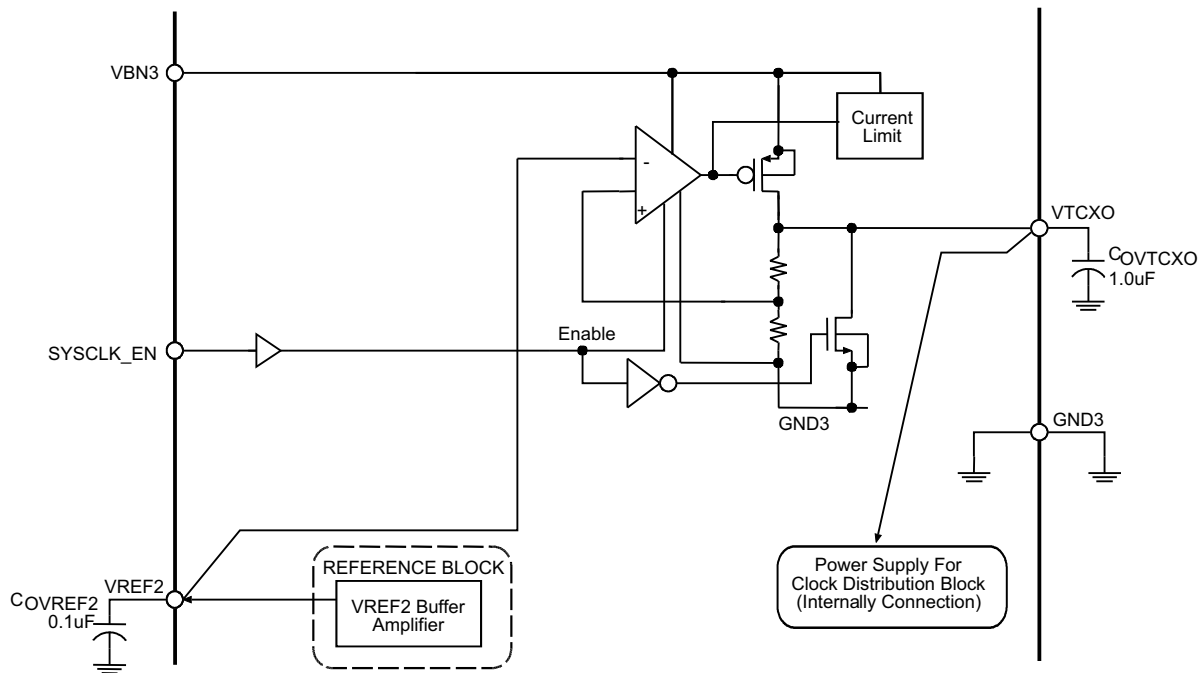 VBN3
Current
Limit
-
+
VTCXO
COVTCXO
1.0uF
SYSCLK_EN
Enable
GND3
GND3
VREF2
COVREF2
0.1uF
REFERENCE BLOCK
VREF2 Buffer
Amplifier
Power Supply For
Clock Distribution Block
(Internally Connection)